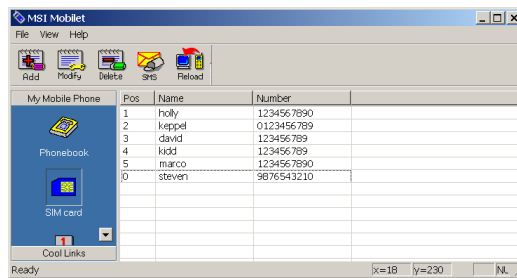 MSI Mobilet
File View Help
Add Modify Delete SMS Reload
My Mobile Phone
Phonebook
SIM card
1
Cool Links
Pos Name Number
1 holly 1234567890
2 keppel 0123456789
3 david 123456789
4 kidd 123456789
5 marco 1234567890
0 steven 9876543210
Ready x=18 y=230 NL